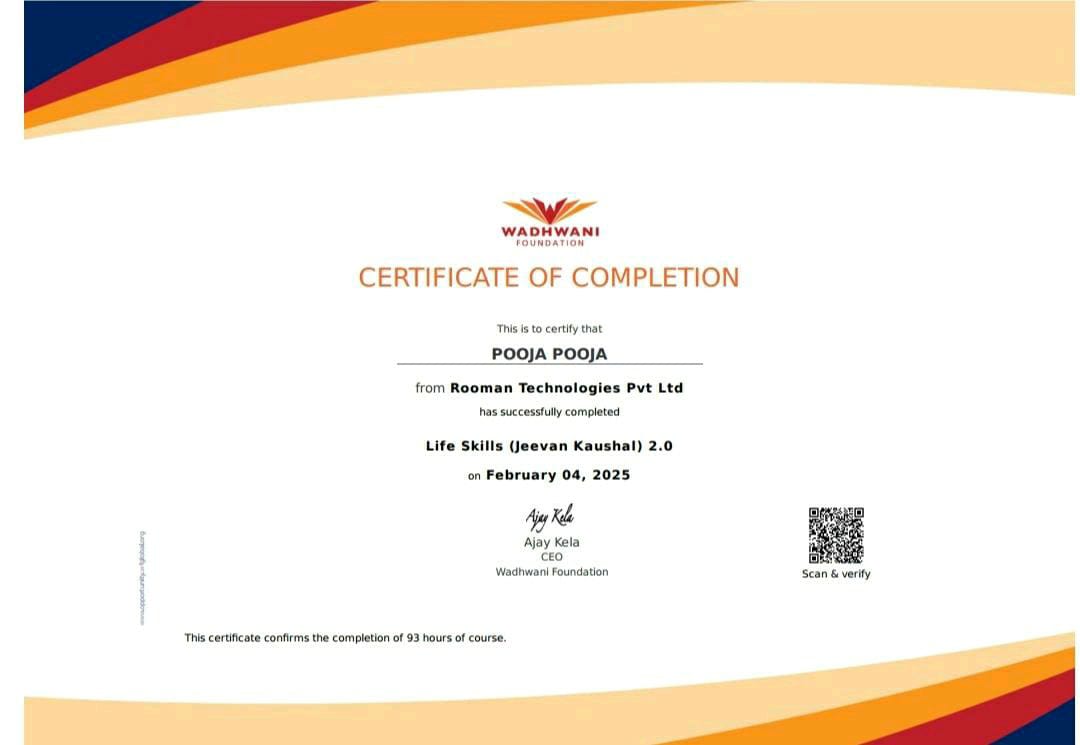 WADHWANI
FOUNDATION
CERTIFICATE OF COMPLETION
This is to certify that
POOJA POOJA
from Rooman Technologies Pvt Ltd
has successfully completed
Life Skills (Jeevan Kaushal) 2.0
on February 04, 2025
Ajay Kela
Ajay Kela
CEO
Wadhwani Foundation
Scan & verify
This certificate confirms the completion of 93 hours of course.